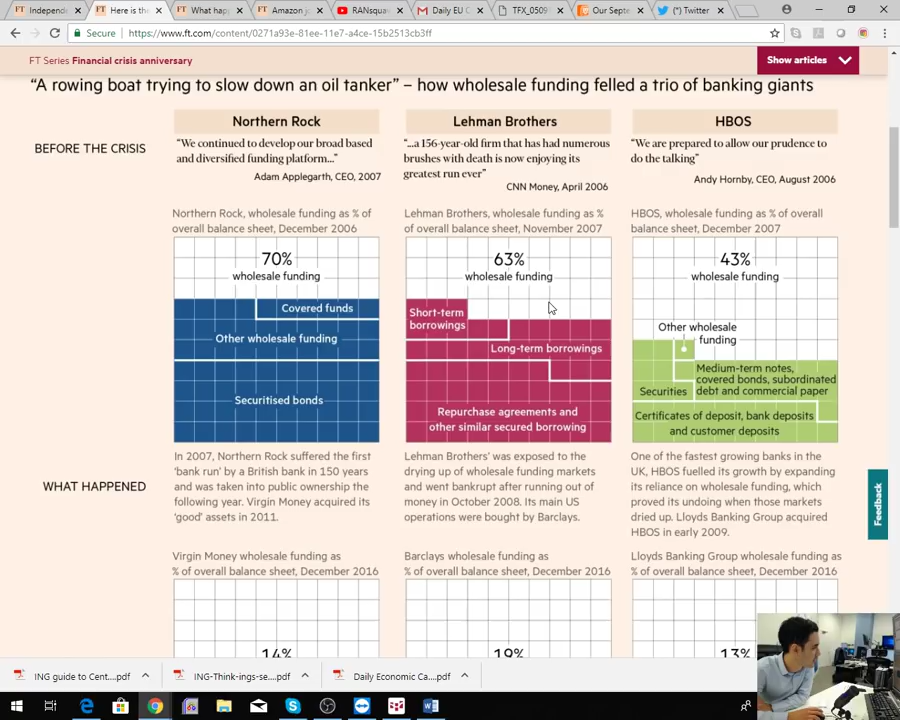 Independ
Here is the
What hap
Amazon j
RANsqua
Daily EU C
TFX_0509
Our Sept
(*) Twitter
Secure
https://www.ft.com/content/0271a93e-81ee-11e7-a4ce-15b2513cb3ff
FT Series Financial crisis anniversary
Show articles
“A rowing boat trying to slow down an oil tanker” – how wholesale funding felled a trio of banking giants
Northern Rock
Lehman Brothers
HBOS
BEFORE THE CRISIS
“We continued to develop our broad based
and diversified funding platform...”
Adam Applegarth, CEO, 2007
“...a 156-year-old firm that has had numerous
brushes with death is now enjoying its
greatest run ever”
CNN Money, April 2006
“We are prepared to allow our prudence to
do the talking”
Andy Hornby, CEO, August 2006
Northern Rock, wholesale funding as % of
overall balance sheet, December 2006
Lehman Brothers, wholesale funding as %
of overall balance sheet, November 2007
HBOS, wholesale funding as % of overall
balance sheet, December 2007
70%
wholesale funding
Covered funds
Other wholesale funding
Securitised bonds
63%
wholesale funding
Short-term
borrowings
Long-term borrowings
Repurchase agreements and
other similar secured borrowing
43%
wholesale funding
Other wholesale
funding
Securities
Medium-term notes,
covered bonds, subordinated
debt and commercial paper
Certificates of deposit, bank deposits
and customer deposits
WHAT HAPPENED
In 2007, Northern Rock suffered the first
‘bank run’ by a British bank in 150 years
and was taken into public ownership the
following year. Virgin Money acquired its
‘good’ assets in 2011.
Lehman Brothers’ was exposed to the
drying up of wholesale funding markets
and went bankrupt after running out of
money in October 2008. Its main US
operations were bought by Barclays.
One of the fastest growing banks in the
UK, HBOS fuelled its growth by expanding
its reliance on wholesale funding, which
proved its undoing when those markets
dried up. Lloyds Banking Group acquired
HBOS in early 2009.
Feedback
Virgin Money wholesale funding as
% of overall balance sheet, December 2016
Barclays wholesale funding as
% of overall balance sheet, December 2016
Lloyds Banking Group wholesale funding as
% of overall balance sheet, December 2016
14%
19%
13%
ING guide to Cent....pdf
ING-Think-ings-se....pdf
Daily Economic Ca....pdf